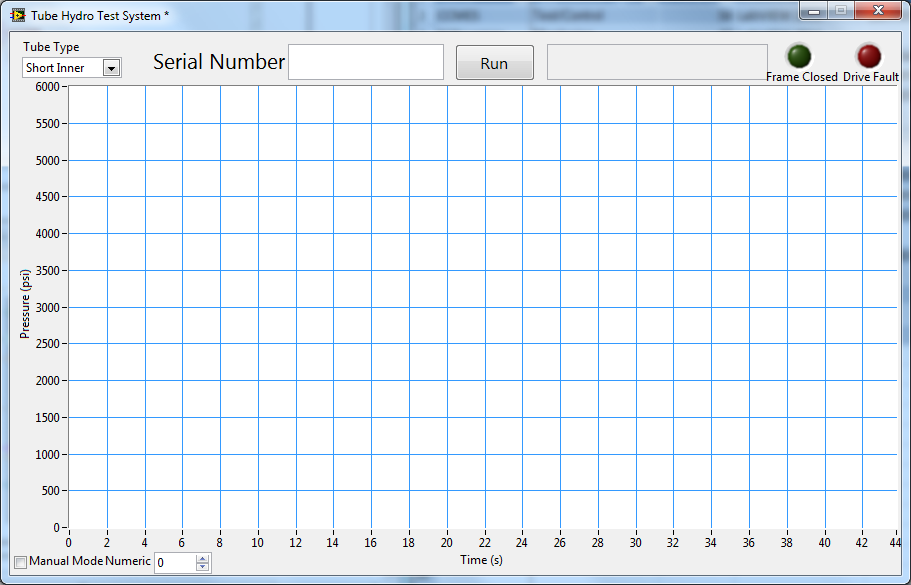 Tube Hydro Test System *
Tube Type
Short Inner
Serial Number
Run
Frame Closed
Drive Fault
6000
5500
5000
4500
4000
3500
3000
2500
2000
1500
1000
500
0
Pressure (psi)
0 2 4 6 8 10 12 14 16 18 20 22 24 26 28 30 32 34 36 38 40 42 44
Time (s)
Manual Mode Numeric 0